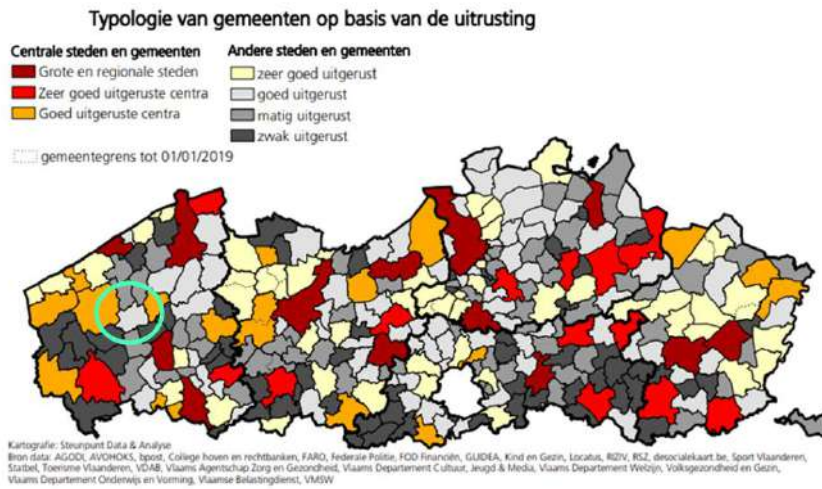 Typologie van gemeenten op basis van de uitrusting
Centrale steden en gemeenten
Grote en regionale steden
Zeer goed uitgeruste centra
Goed uitgeruste centra
gemeentegrens tot 01/01/2019
Andere steden en gemeenten
zeer goed uitgerust
goed uitgerust
matig uitgerust
zwak uitgerust
Kartografie: Steunpunt Data & Analyse
Bron data: AGODI, AVOHOKS, bpost, College hoven en rechtbanken, FARO, Federale Politie, FOD Financiën, GUIDEA, Kind en Gezin, Locatus, RIZIV, RSZ, desocialekaart.be, Sport Vlaanderen,
Statbel, Toerisme Vlaanderen, VDAB, Vlaams Agentschap Zorg en Gezondheid, Vlaams Departement Cultuur, Jeugd & Media, Vlaams Departement Welzijn, Volksgezondheid en Gezin,
Vlaams Departement Onderwijs en Vorming, Vlaamse Belastingdienst, VMSW